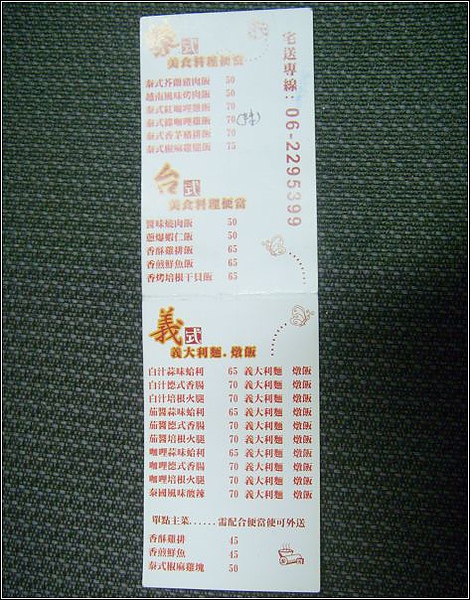 泰式
美食料理便當
泰式芥蘭豬肉飯 50
越南風味烤肉飯 50
泰式紅咖哩雞飯 70
泰式綠咖哩雞飯 70
泰式香茅豬排飯 70
泰式椒麻雞腿飯 75
宅送專線：06-2295399
台式
美食料理便當
醬味燒肉飯 50
蔥爆蝦仁飯 50
香酥雞排飯 65
香煎鮮魚飯 65
香烤培根干貝飯 65
義式
義大利麵．燉飯
白汁蒜味蛤利 65 義大利麵 燉飯
白汁德式香腸 70 義大利麵 燉飯
白汁培根火腿 70 義大利麵 燉飯
茄醬蒜味蛤利 65 義大利麵 燉飯
茄醬德式香腸 70 義大利麵 燉飯
茄醬培根火腿 70 義大利麵 燉飯
咖哩蒜味蛤利 65 義大利麵 燉飯
咖哩德式香腸 70 義大利麵 燉飯
咖哩培根火腿 70 義大利麵 燉飯
泰國風味酸辣 70 義大利麵 燉飯
單點主菜......需配合便當使可外送
香酥雞排 45
香煎鮮魚 45
泰式椒麻雞塊 50